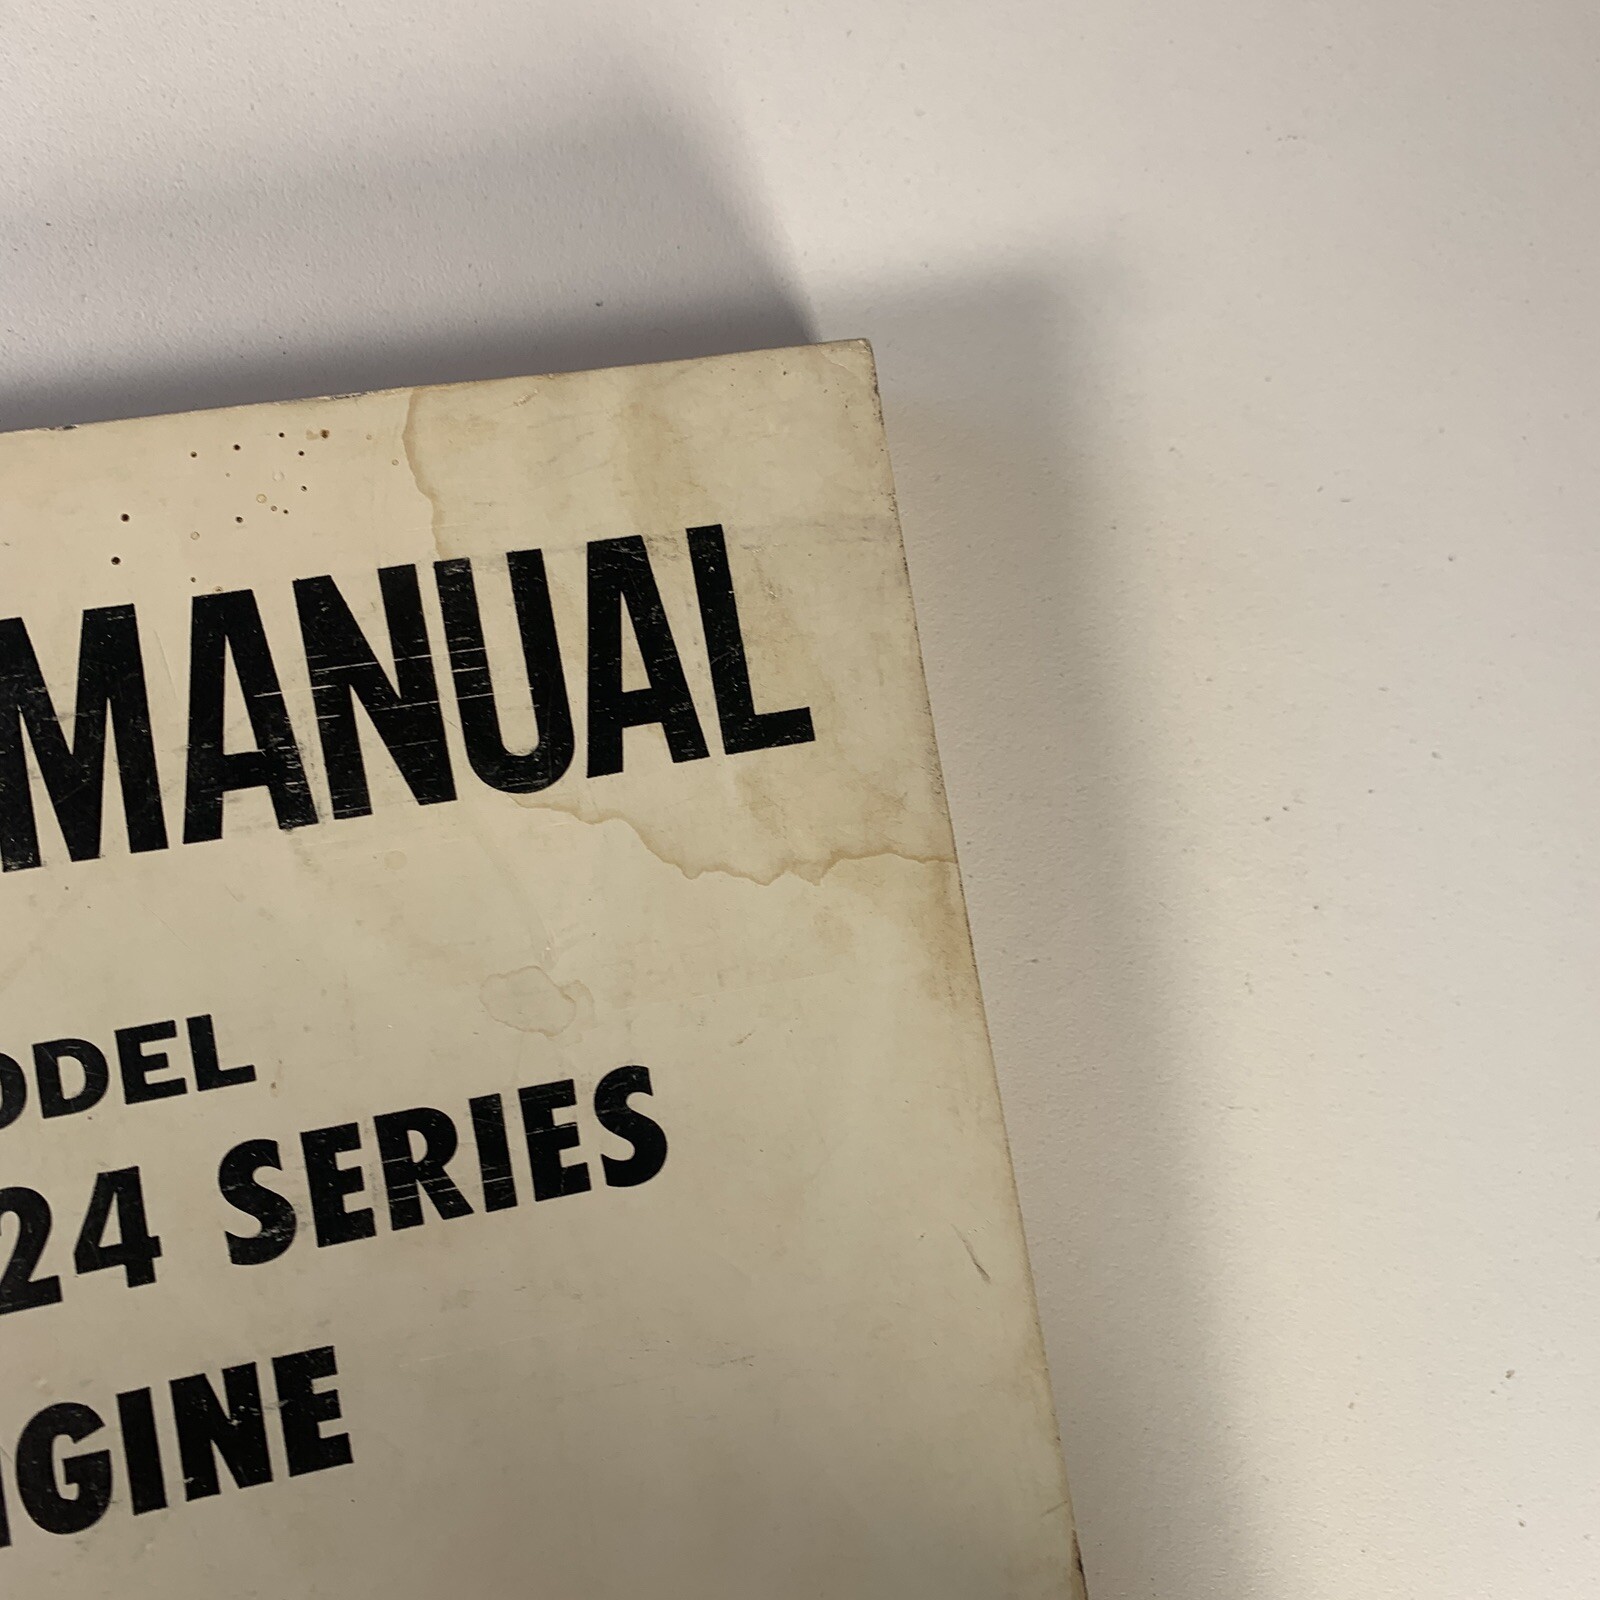 MANUAL
ODEL
24 SERIES
GINE